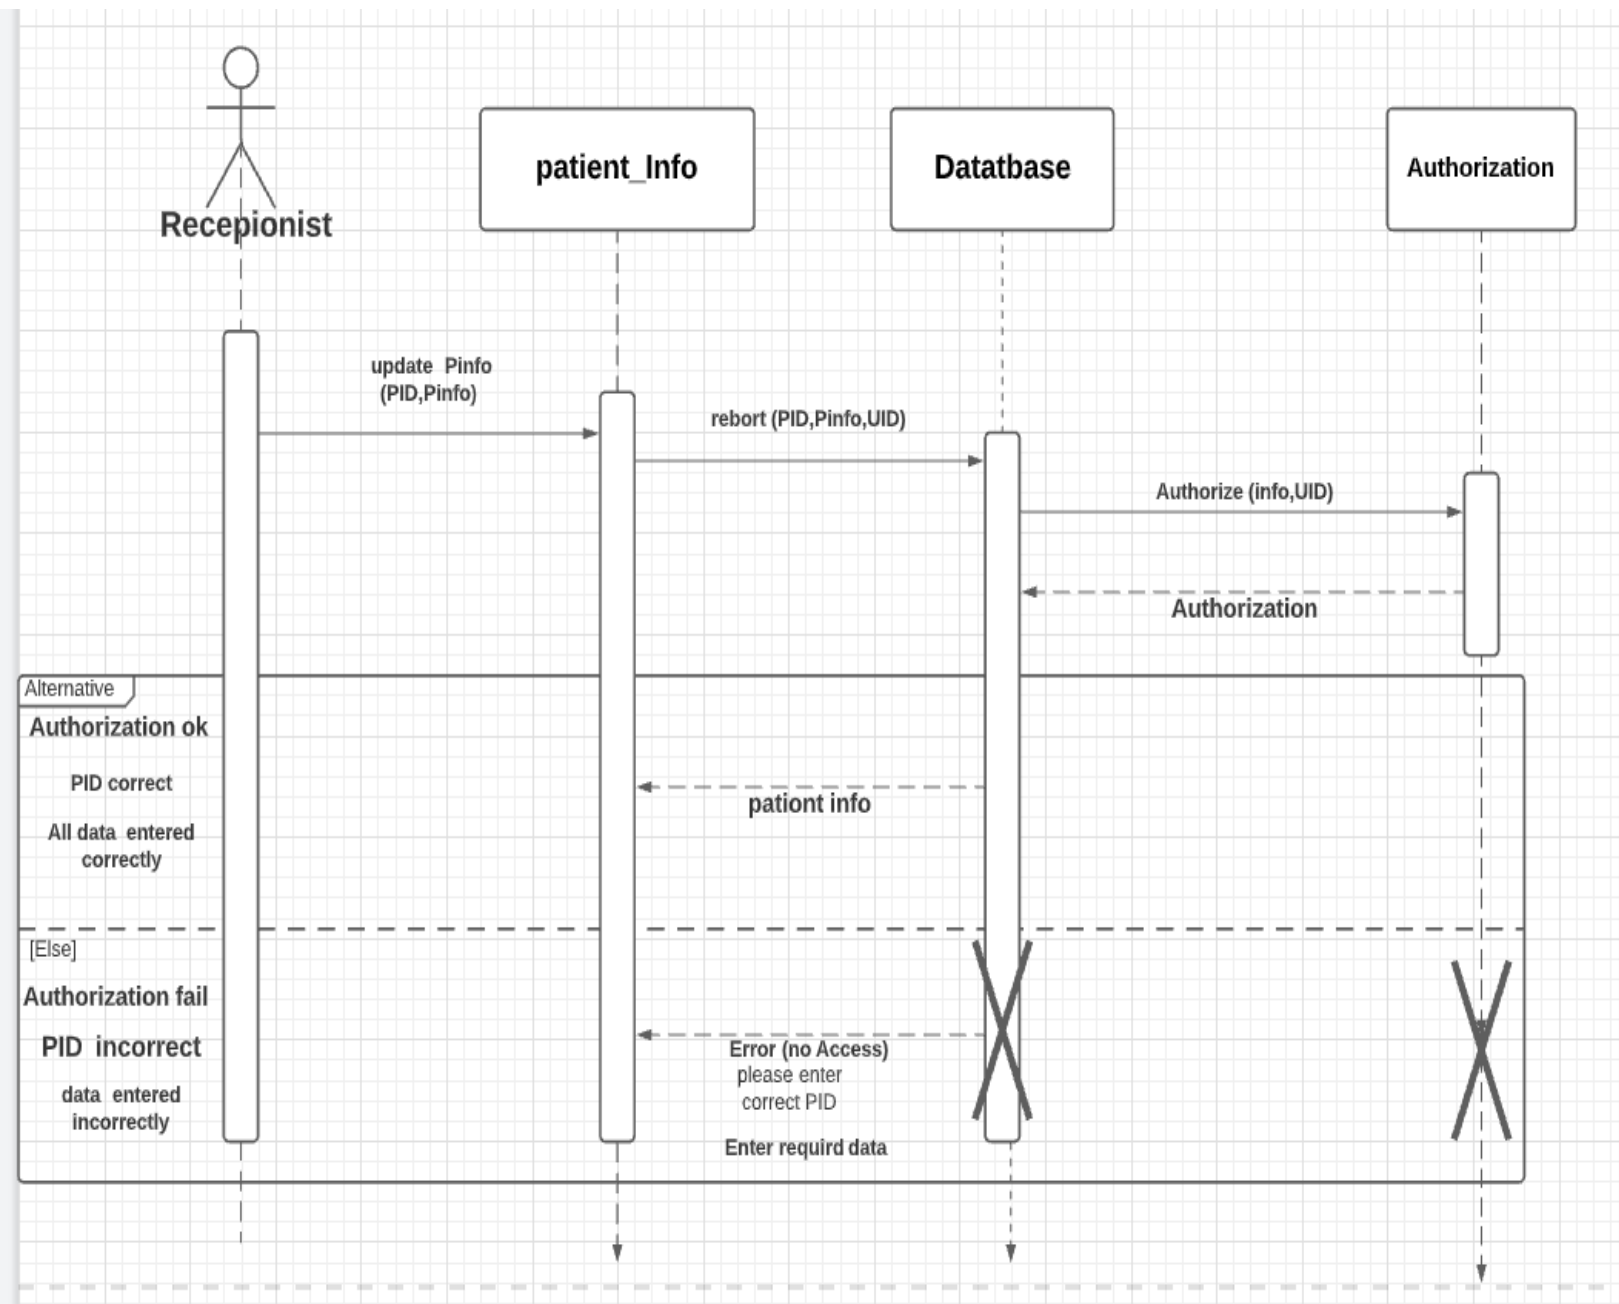 Recepionist
patient_Info
Datatbase
Authorization
update Pinfo
(PID,Pinfo)
rebort (PID,Pinfo,UID)
Authorize (info,UID)
Authorization
Alternative
Authorization ok
PID correct
All data entered
correctly
pationt info
[Else]
Authorization fail
PID incorrect
data entered
incorrectly
Error (no Access)
please enter
correct PID
Enter requird data